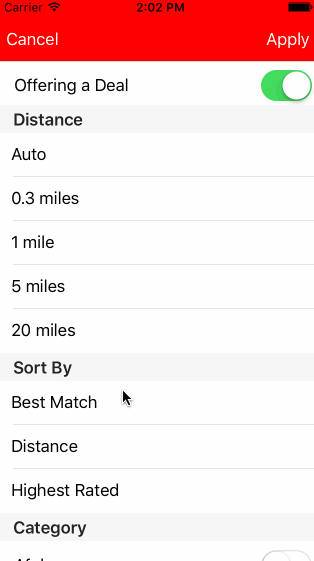 Carrier 2:02 PM
Cancel Apply
Offering a Deal
Distance
Auto
0.3 miles
1 mile
5 miles
20 miles
Sort By
Best Match
Distance
Highest Rated
Category